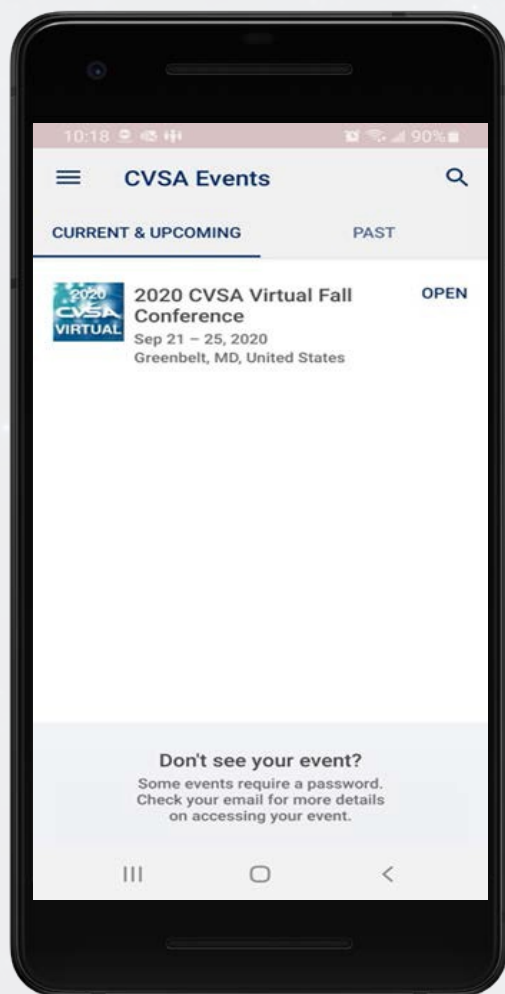 10:18
90%
CVSA Events
CURRENT & UPCOMING
PAST
2020
CVSA
VIRTUAL
2020 CVSA Virtual Fall
Conference
OPEN
Sep 21 – 25, 2020
Greenbelt, MD, United States
Don't see your event?
Some events require a password.
Check your email for more details
on accessing your event.